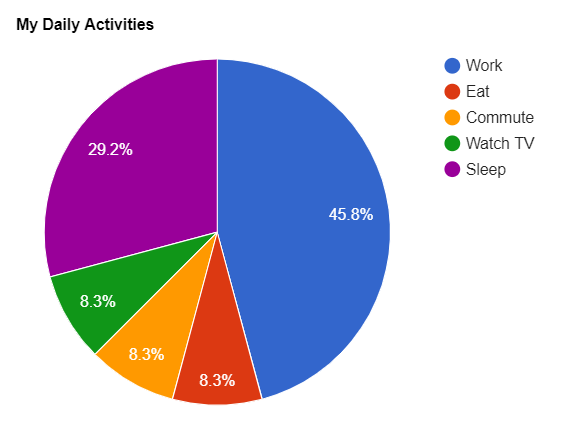 My Daily Activities
Work
Eat
Commute
Watch TV
Sleep
29.2%
45.8%
8.3%
8.3%
8.3%